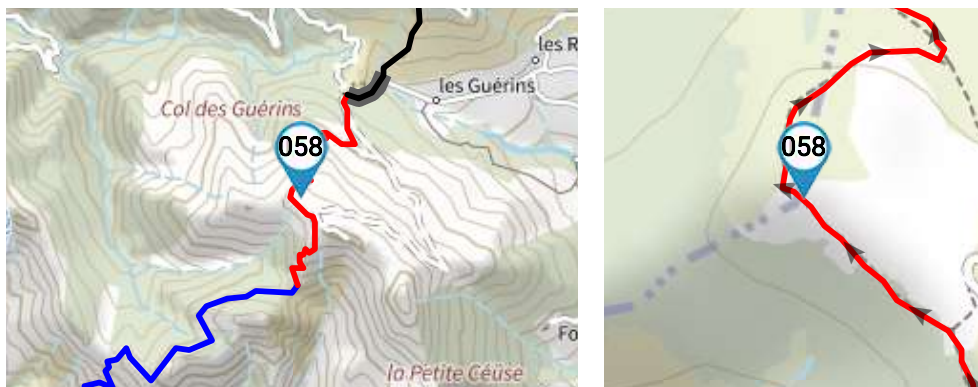 les R
les Guérins
Col des Guérins
058
058
Fo
la Petite Céüse